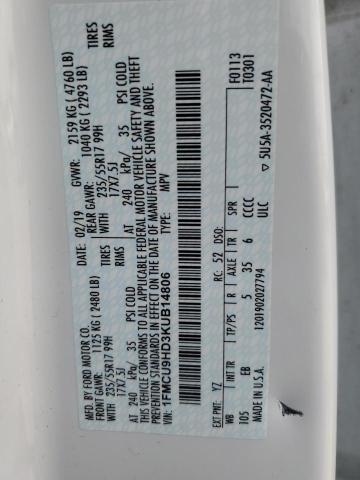 MFD. BY FORD MOTOR CO.
DATE: 02/19 GVWR: 2159 KG ( 4760 LB)
FRONT GAWR: 1125 KG ( 2480 LB) REAR GAWR: 1040 KG ( 2293 LB)
WITH 235/55R17 99H TIRES WITH 235/55R17 99H TIRES
17X7.5J RIMS 17X7.5J RIMS
AT 240 kPa/ 35 PSI COLD AT 240 kPa/ 35 PSI COLD
THIS VEHICLE CONFORMS TO ALL APPLICABLE FEDERAL MOTOR VEHICLE SAFETY AND THEFT
PREVENTION STANDARDS IN EFFECT ON THE DATE OF MANUFACTURE SHOWN ABOVE.
VIN: 1FMCU9HD3KUB14806 TYPE: MPV
F0113
T0301
EXT PNT: YZ RC: 52 DSO:
WB INT TR TP/PS R AXLE TR SPR
105 EB 5 35 6 CCCC
MADE IN U.S.A. 120190207794 ULC
5U5A-3520472-AA